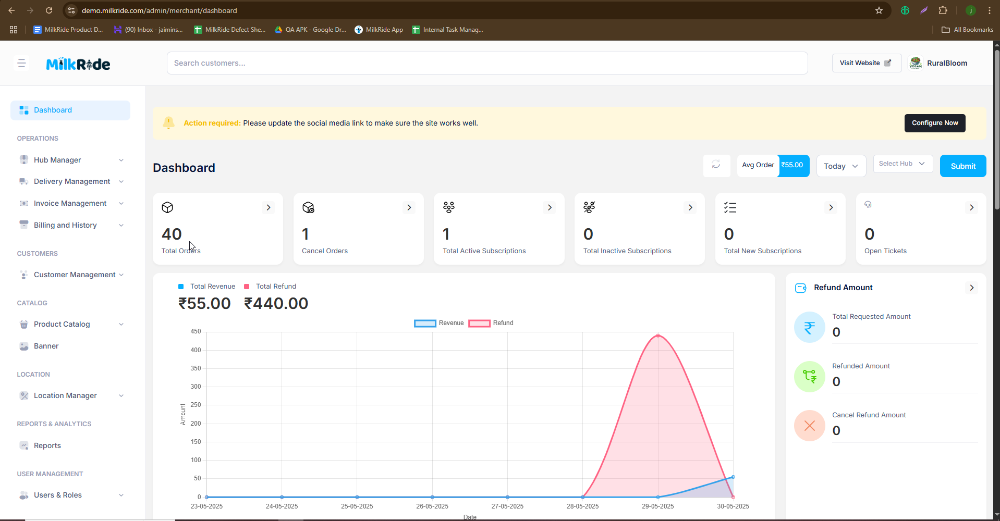 demo.milkride.com/admin/merchant/dashboard
j
MilkRide Product D...
(90) Inbox - jaimins...
MilkRide Defect She...
QA APK - Google Dr...
MilkRide App
Internal Task Manag...
All Bookmarks
MilkRide
Search customers...
Visit Website
VEGAN
RuralBloom
Dashboard
OPERATIONS
Hub Manager
Delivery Management
Invoice Management
Billing and History
CUSTOMERS
Customer Management
CATALOG
Product Catalog
Banner
LOCATION
Location Manager
REPORTS & ANALYTICS
Reports
USER MANAGEMENT
Users & Roles
Action required: Please update the social media link to make sure the site works well.
Configure Now
Dashboard
Avg Order ₹55.00
Today
Select Hub
Submit
40
Total Orders
1
Cancel Orders
1
Total Active Subscriptions
0
Total Inactive Subscriptions
0
Total New Subscriptions
0
Open Tickets
Total Revenue
₹55.00
Total Refund
₹440.00
Revenue
Refund
450
400
350
300
250
200
150
100
50
0
Amount
23-05-2025
24-05-2025
25-05-2025
26-05-2025
27-05-2025
28-05-2025
29-05-2025
30-05-2025
Date
Refund Amount
Total Requested Amount
0
Refunded Amount
0
Cancel Refund Amount
0